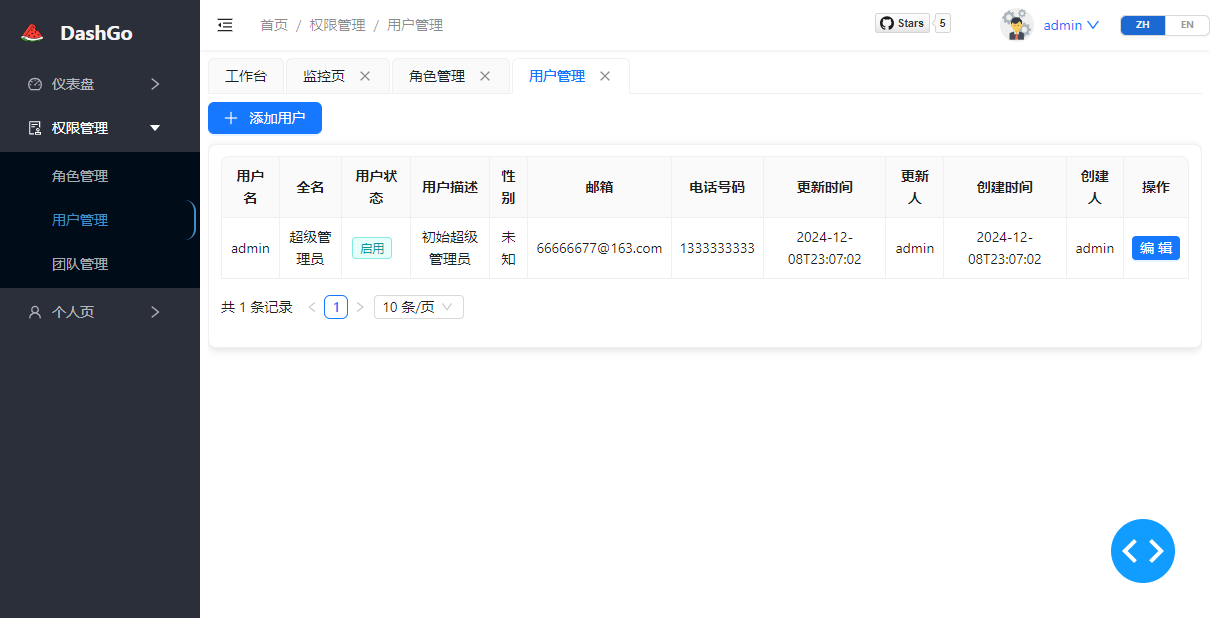 DashGo
仪表盘
权限管理
角色管理
用户管理
团队管理
个人页
首页 / 权限管理 / 用户管理
Stars 5
admin
ZH EN
工作台 监控页 角色管理 用户管理
添加用户
用户名 全名 用户状态 用户描述 性别 邮箱 电话号码 更新时间 更新人 创建时间 创建人 操作
admin 超级管理员 启用 初始超级管理员 未知 66666677@163.com 1333333333 2024-12-08T23:07:02 admin 2024-12-08T23:07:02 admin 编 辑
共 1 条记录 < 1 > 10 条/页